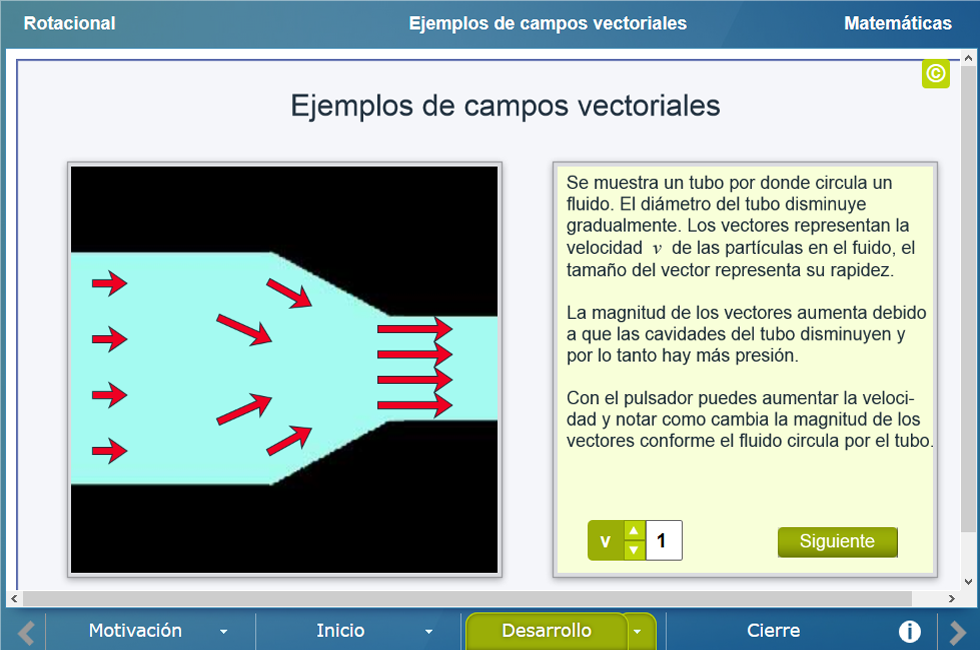 Rotacional
Ejemplos de campos vectoriales
Matemáticas
©
Ejemplos de campos vectoriales
Se muestra un tubo por donde circula un
fluido. El diámetro del tubo disminuye
gradualmente. Los vectores representan la
velocidad v de las partículas en el fuido, el
tamaño del vector representa su rapidez.
La magnitud de los vectores aumenta debido
a que las cavidades del tubo disminuyen y
por lo tanto hay más presión.
Con el pulsador puedes aumentar la veloci-
dad y notar como cambia la magnitud de los
vectores conforme el fluido circula por el tubo.
v 1
Siguiente
Motivación
Inicio
Desarrollo
Cierre
i